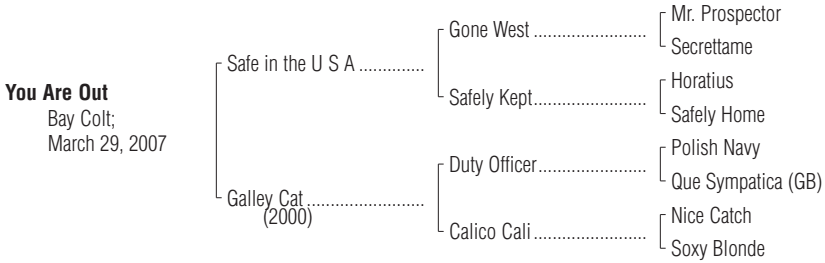 Mr. Prospector
Gone West
Secrettame
Safe in the U S A
Horatius
Safely Kept
Safely Home
You Are Out
Bay Colt;
March 29, 2007
Polish Navy
Duty Officer
Que Sympatica (GB)
Galley Cat
(2000)
Nice Catch
Calico Cali
Soxy Blonde